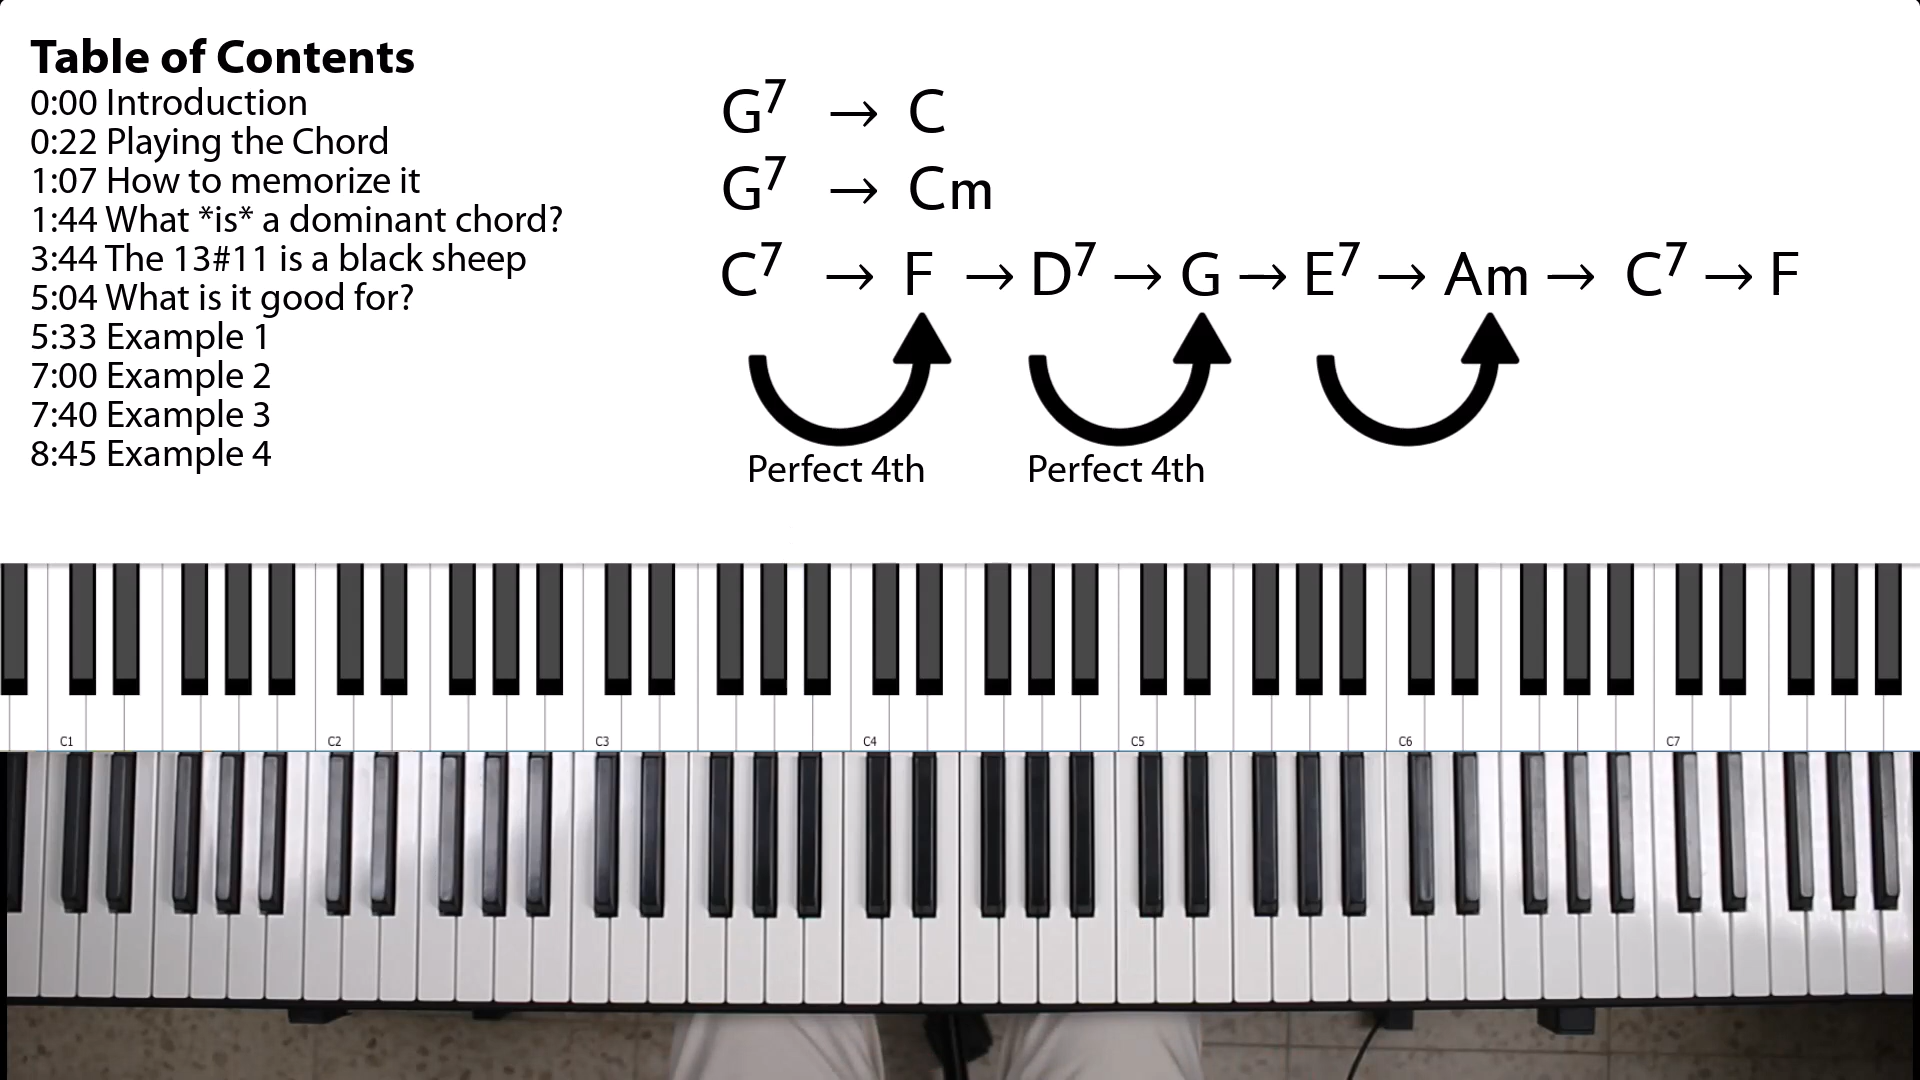 Table of Contents
0:00 Introduction
0:22 Playing the Chord
1:07 How to memorize it
1:44 What *is* a dominant chord?
3:44 The 13#11 is a black sheep
5:04 What is it good for?
5:33 Example 1
7:00 Example 2
7:40 Example 3
8:45 Example 4
G7 → C
G7 → Cm
C7 → F → D7 → G → E7 → Am → C7 → F
Perfect 4th Perfect 4th
C1 C2 C3 C4 C5 C6 C7